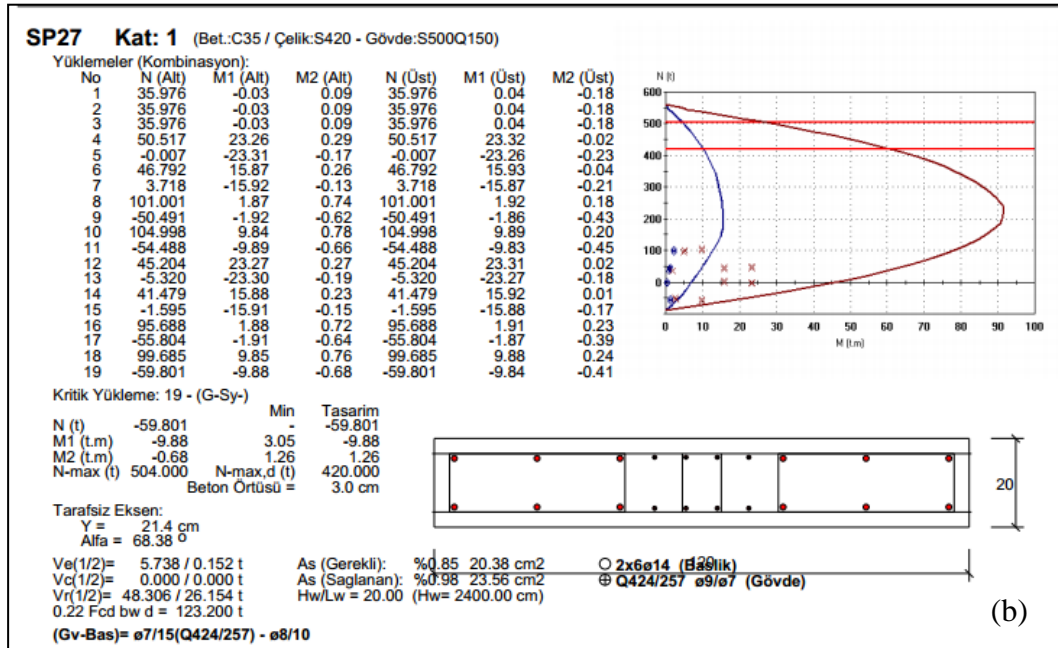 SP27 Kat: 1 (Bet.:C35 / Çelik:S420 - Gövde:S500Q150)
Yüklemeler (Kombinasyon):
No N (Alt) M1 (Alt) M2 (Alt) N (Üst) M1 (Üst) M2 (Üst)
1 35.976 -0.03 0.09 35.976 0.04 -0.18
2 35.976 -0.03 0.09 35.976 0.04 -0.18
3 35.976 -0.03 0.09 35.976 0.04 -0.18
4 50.517 23.26 0.29 50.517 23.32 -0.02
5 -0.007 -23.31 -0.17 -0.007 -23.26 -0.23
6 46.792 15.87 0.26 46.792 15.93 -0.04
7 3.718 -15.92 -0.13 3.718 -15.87 -0.21
8 101.001 1.87 0.74 101.001 1.92 0.18
9 -50.491 -1.92 -0.62 -50.491 -1.86 -0.43
10 104.998 9.84 0.78 104.998 9.89 0.20
11 -54.488 -9.89 -0.66 -54.488 -9.83 -0.45
12 45.204 23.27 0.27 45.204 23.31 0.02
13 -5.320 -23.30 -0.19 -5.320 -23.27 -0.18
14 41.479 15.88 0.23 41.479 15.92 0.01
15 -1.595 -15.91 -0.15 -1.595 -15.88 -0.17
16 95.688 1.88 0.72 95.688 1.91 0.23
17 -55.804 -1.91 -0.64 -55.804 -1.87 -0.39
18 99.685 9.85 0.76 99.685 9.88 0.24
19 -59.801 -9.88 -0.68 -59.801 -9.84 -0.41
N (t)
600
500
400
300
200
100
0
-100
0 10 20 30 40 50 60 70 80 90 100
M (t.m)
Kritik Yükleme: 19 - (G-Sy-)
Min Tasarim
N (t) -59.801 - -59.801
M1 (t.m) -9.88 3.05 -9.88
M2 (t.m) -0.68 1.26 1.26
N-max (t) 504.000 N-max,d (t) 420.000
Beton Örtüsü = 3.0 cm
Tarafsiz Eksen:
Y = 21.4 cm
Alfa = 68.38 º
20
120
Ve(1/2)= 5.738 / 0.152 t As (Gerekli): %0.85 20.38 cm2 2x6ø14 (Baslik)
Vc(1/2)= 0.000 / 0.000 t As (Saglanan): %0.98 23.56 cm2 Q424/257 ø9/ø7 (Gövde)
Vr(1/2)= 48.306 / 26.154 t Hw/Lw = 20.00 (Hw= 2400.00 cm)
0.22 Fcd bw d = 123.200 t
(Gv-Bas)= ø7/15(Q424/257) - ø8/10
(b)